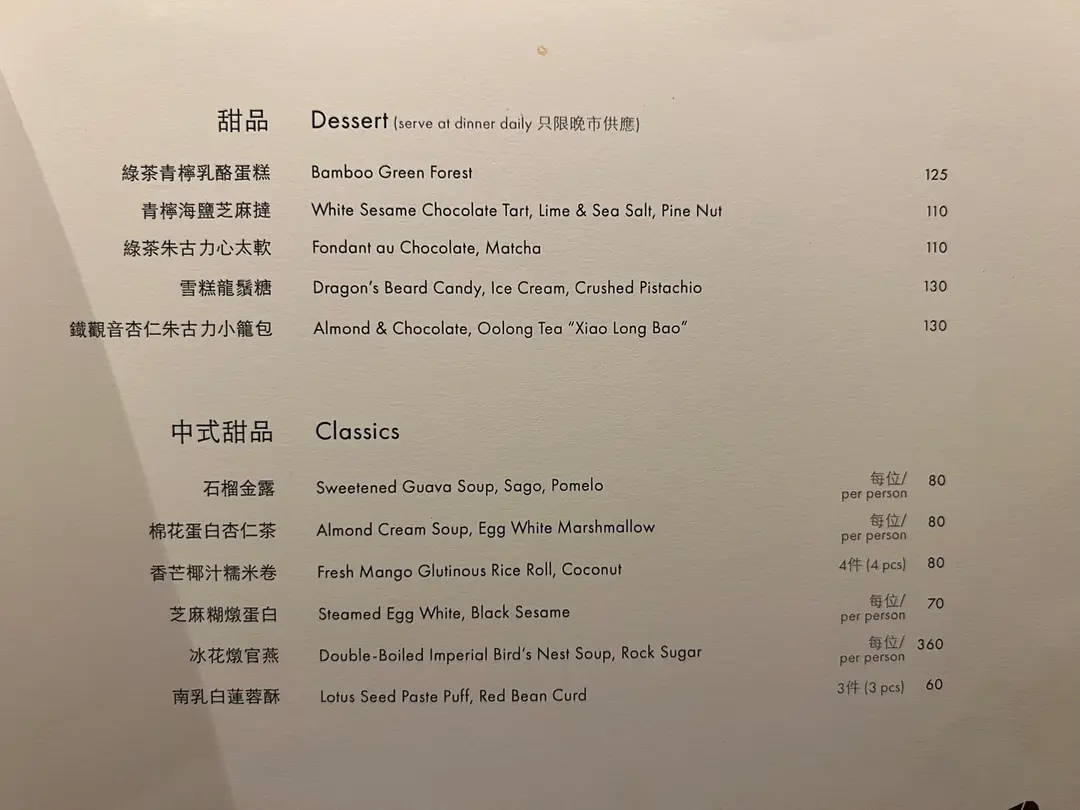 甜品 Dessert (serve at dinner daily 只限晚市供應)
綠茶青檸乳酪蛋糕 Bamboo Green Forest 125
青檸海鹽芝麻撻 White Sesame Chocolate Tart, Lime & Sea Salt, Pine Nut 110
綠茶朱古力心太軟 Fondant au Chocolate, Matcha 110
雪糕龍鬚糖 Dragon's Beard Candy, Ice Cream, Crushed Pistachio 130
鐵觀音杏仁朱古力小籠包 Almond & Chocolate, Oolong Tea “Xiao Long Bao” 130
中式甜品 Classics
石榴金露 Sweetened Guava Soup, Sago, Pomelo 每位/ per person 80
棉花蛋白杏仁茶 Almond Cream Soup, Egg White Marshmallow 每位/ per person 80
香芒椰汁糯米卷 Fresh Mango Glutinous Rice Roll, Coconut 4件 (4 pcs) 80
芝麻糊燉蛋白 Steamed Egg White, Black Sesame 每位/ per person 70
冰花燉官燕 Double-Boiled Imperial Bird's Nest Soup, Rock Sugar 每位/ per person 360
南乳白蓮蓉酥 Lotus Seed Paste Puff, Red Bean Curd 3件 (3 pcs) 60